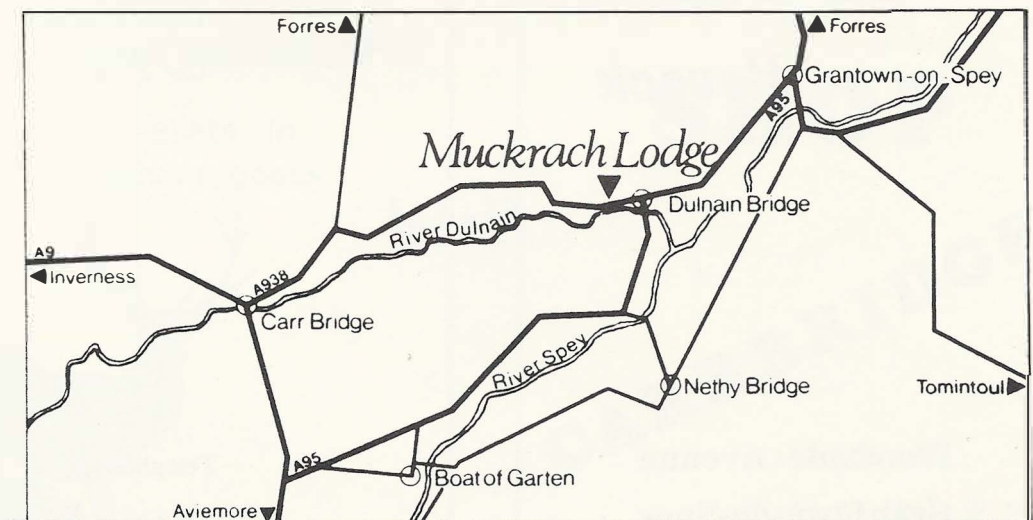 Forres▲
▲Forres
Grantown-on-Spey
A95
Muckrach Lodge
Dulnain Bridge
River Dulnain
A9
◀Inverness
A938
Carr Bridge
River Spey
Nethy Bridge
Tomintoul▶
A95
Boat of Garten
Aviemore▼